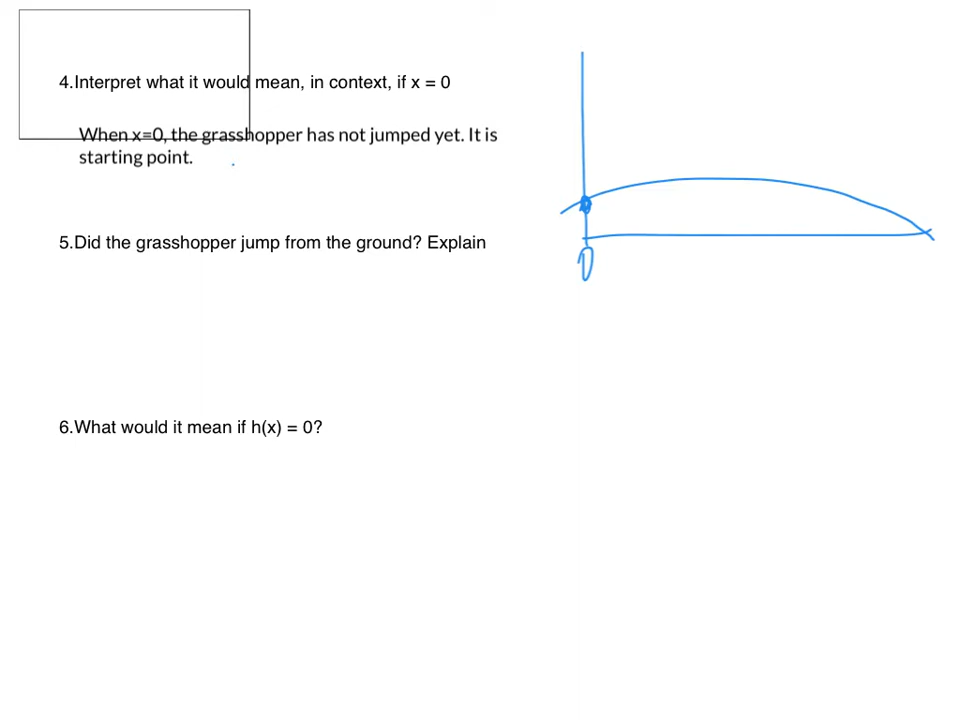 4.Interpret what it would mean, in context, if x = 0
When x=0, the grasshopper has not jumped yet. It is
starting point.
5.Did the grasshopper jump from the ground? Explain
0
6.What would it mean if h(x) = 0?